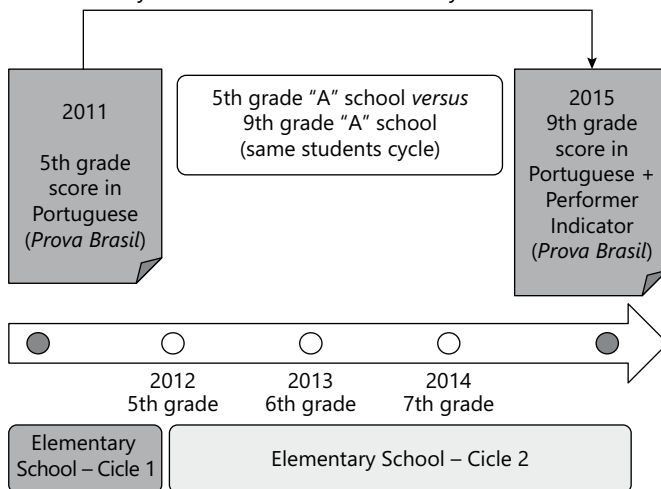 2011
5th grade
score in
Portuguese
(Prova Brasil)
5th grade “A” school versus
9th grade “A” school
(same students cycle)
2015
9th grade
score in
Portuguese +
Performer
Indicator
(Prova Brasil)
2012
5th grade
2013
6th grade
2014
7th grade
Elementary
School – Cicle 1
Elementary School – Cicle 2